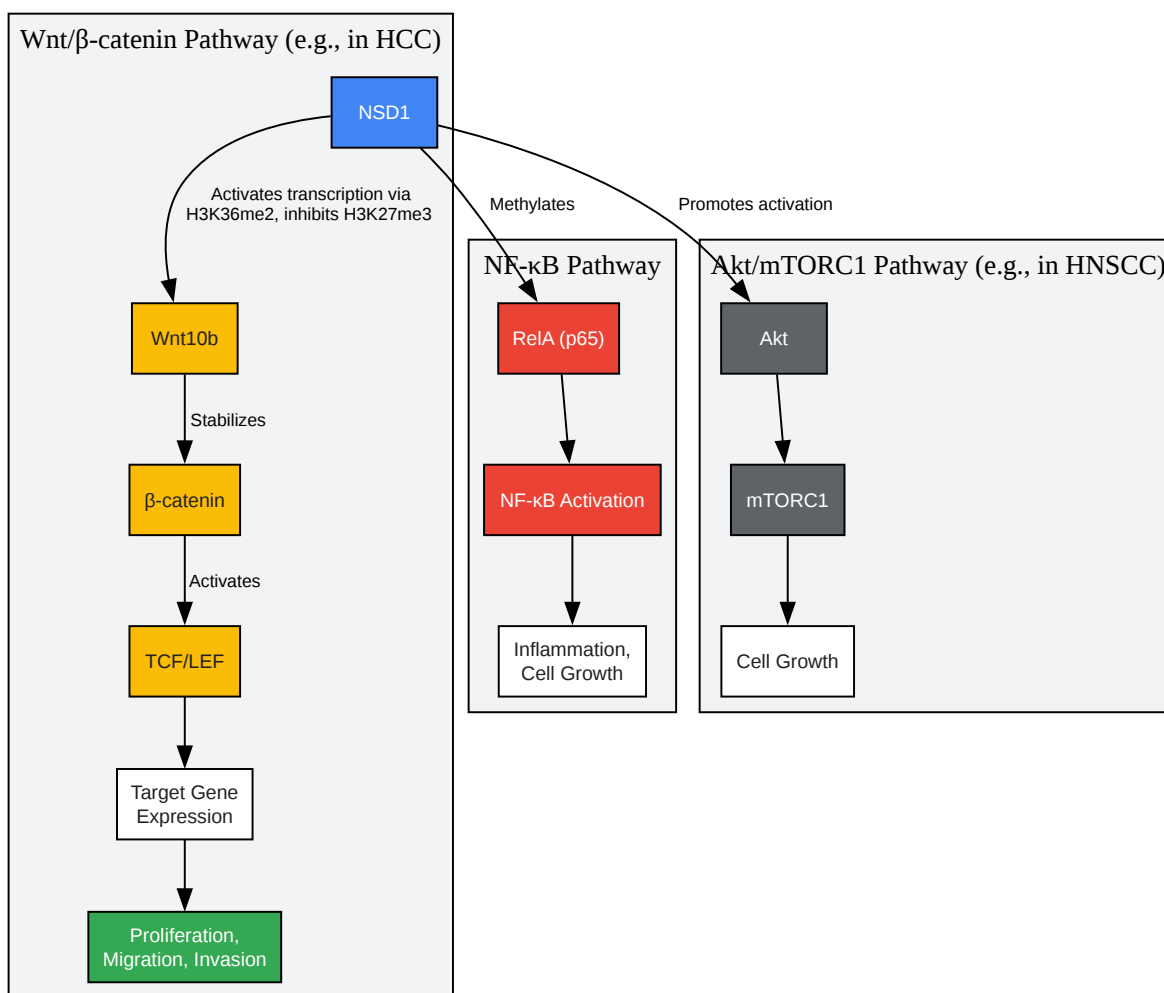 Wnt/β-catenin Pathway (e.g., in HCC)
NSD1
Activates transcription via
H3K36me2, inhibits H3K27me3
Methylates
Promotes activation
NF-κB Pathway
Akt/mTORC1 Pathway (e.g., in HNSCC)
Wnt10b
RelA (p65)
Akt
Stabilizes
β-catenin
NF-κB Activation
mTORC1
Activates
TCF/LEF
Inflammation,
Cell Growth
Cell Growth
Target Gene
Expression
Proliferation,
Migration, Invasion